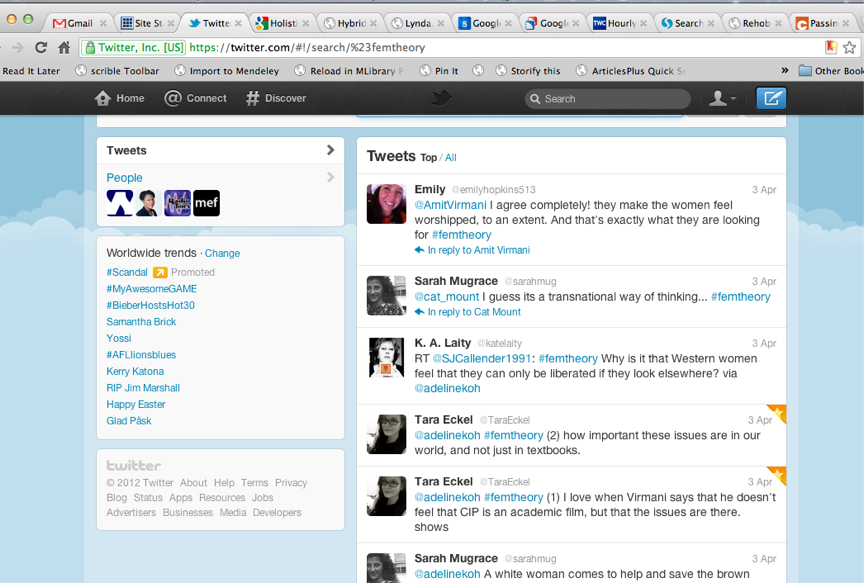 Gmail
Site St
Twitte
Holisti
Hybrid
Lynda.
Google
Google
TWC Hourly
Search
Rehob
Passin
Twitter, Inc. [US] https://twitter.com/#!/search/%23femtheory
Read It Later scrible Toolbar Import to Mendeley Reload in MLibrary Pin It Storify this ArticlesPlus Quick » Other Book
Home @ Connect # Discover Search
Tweets
People
mef
Worldwide trends · Change
#Scandal Promoted
#MyAwesomeGAME
#BieberHostsHot30
Samantha Brick
Yossi
#AFLlionsblues
Kerry Katona
RIP Jim Marshall
Happy Easter
Glad Påsk
twitter
© 2012 Twitter About Help Terms Privacy
Blog Status Apps Resources Jobs
Advertisers Businesses Media Developers
Tweets Top / All
Emily @emilyhopkins513 3 Apr
@AmitVirmani I agree completely! they make the women feel
worshipped, to an extent. And that's exactly what they are looking
for #femtheory
In reply to Amit Virmani
Sarah Mugrace @sarahmug 3 Apr
@cat_mount I guess its a transnational way of thinking... #femtheory
In reply to Cat Mount
K. A. Laity @katelaity 3 Apr
RT @SJCallender1991: #femtheory Why is it that Western women
feel that they can only be liberated if they look elsewhere? via
@adelinekoh
Tara Eckel @TaraEckel 3 Apr
@adelinekoh #femtheory (2) how important these issues are in our
world, and not just in textbooks.
Tara Eckel @TaraEckel 3 Apr
@adelinekoh #femtheory (1) I love when Virmani says that he doesn't
feel that CIP is an academic film, but that the issues are there.
shows
Sarah Mugrace @sarahmug 3 Apr
@adelinekoh A white woman comes to help and save the brown